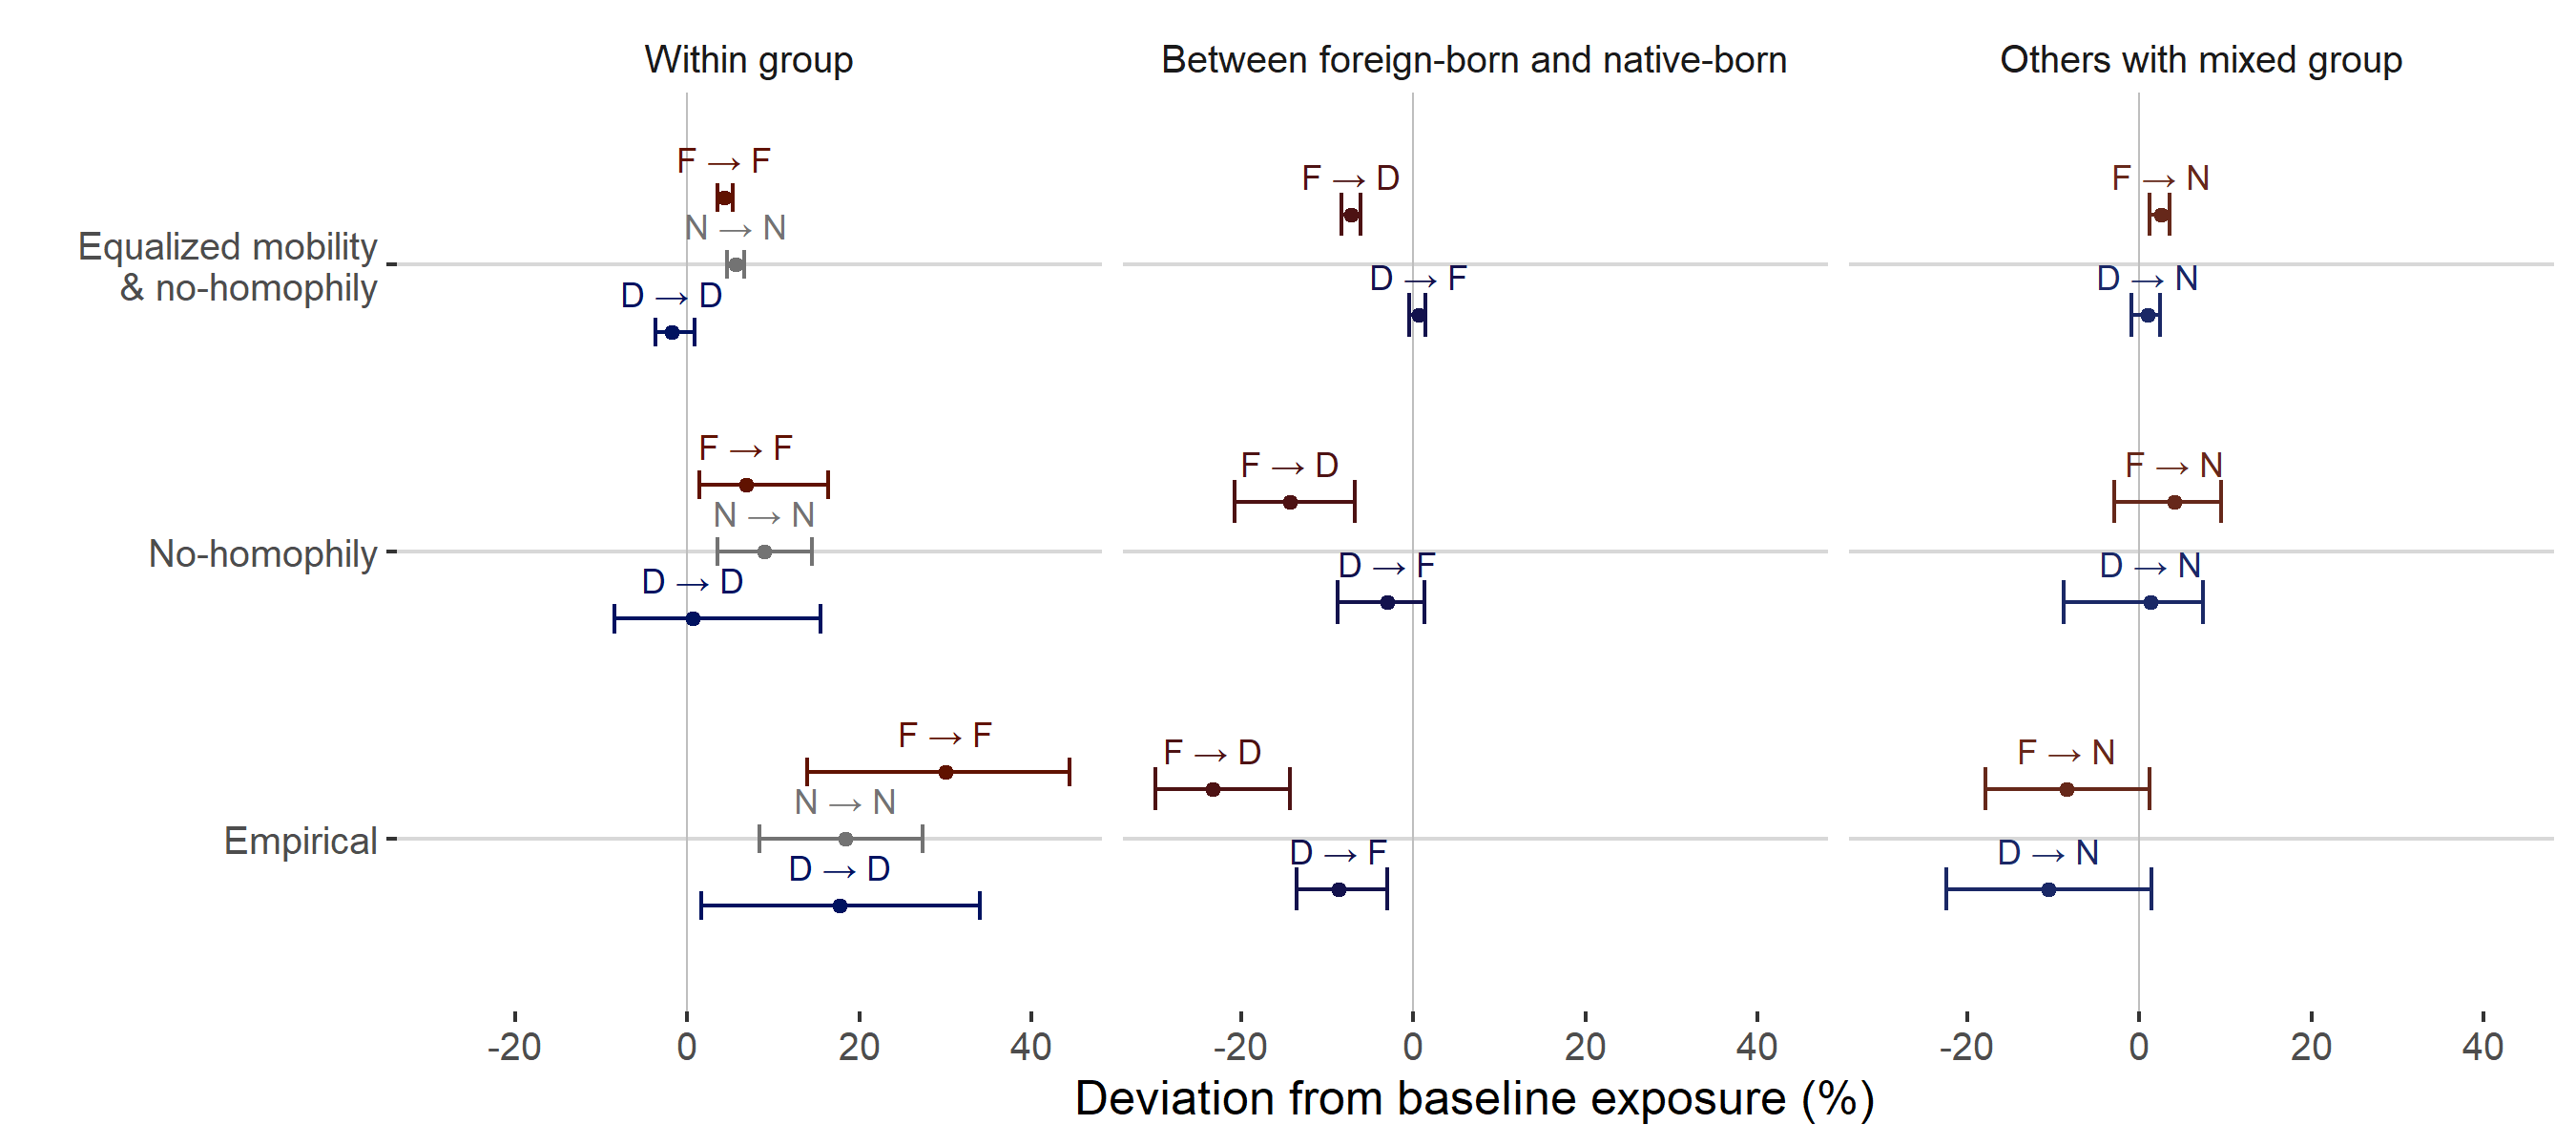 Within group
Between foreign-born and native-born
Others with mixed group
Equalized mobility
& no-homophily
F → F
N → N
D → D
F → D
D → F
F → N
D → N
No-homophily
F → F
N → N
D → D
F → D
D → F
F → N
D → N
Empirical
F → F
N → N
D → D
F → D
D → F
F → N
D → N
-20 0 20 40
-20 0 20 40
-20 0 20 40
Deviation from baseline exposure (%)